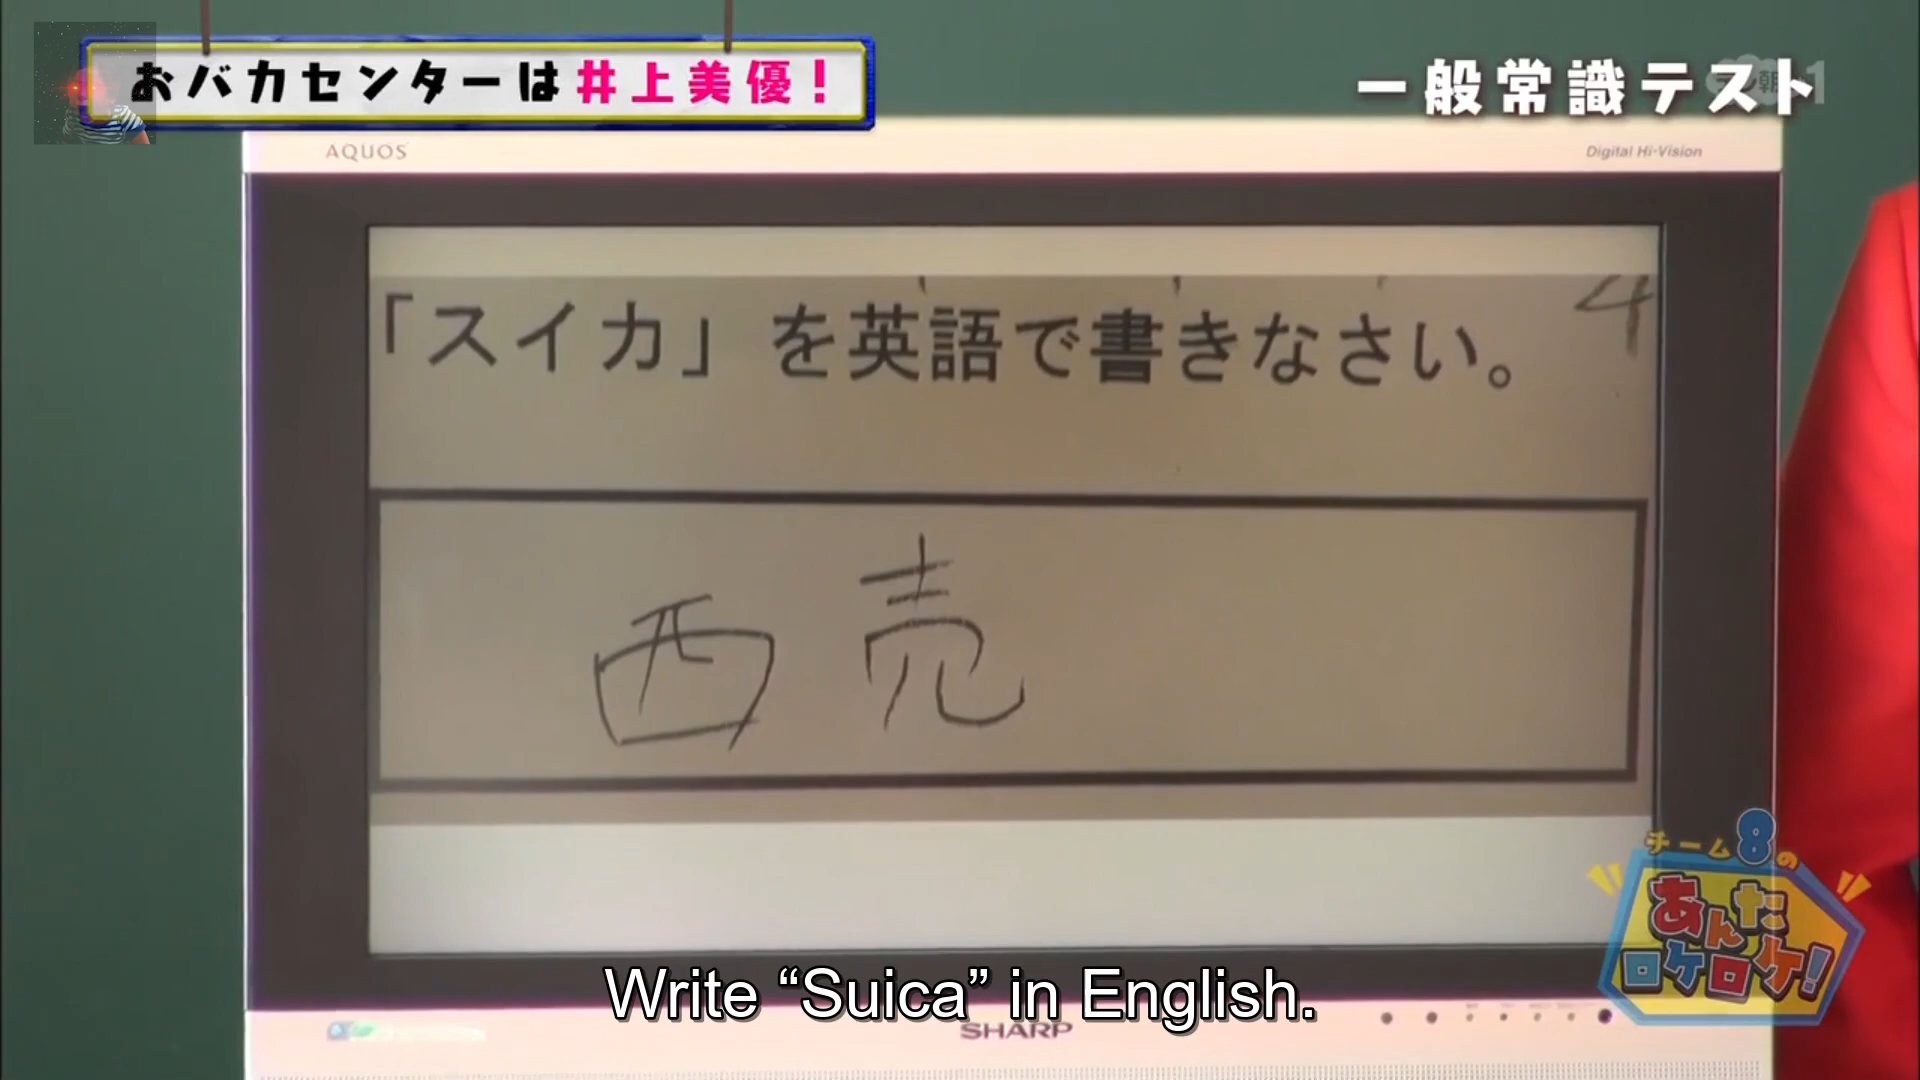 おバカセンターは井上美優!
一般常識テスト
AQUOS
Digital Hi-Vision
「スイカ」を英語で書きなさい。
4
西売
チーム8の
あんた
ロケロケ!
Write “Suica” in English.
SHARP